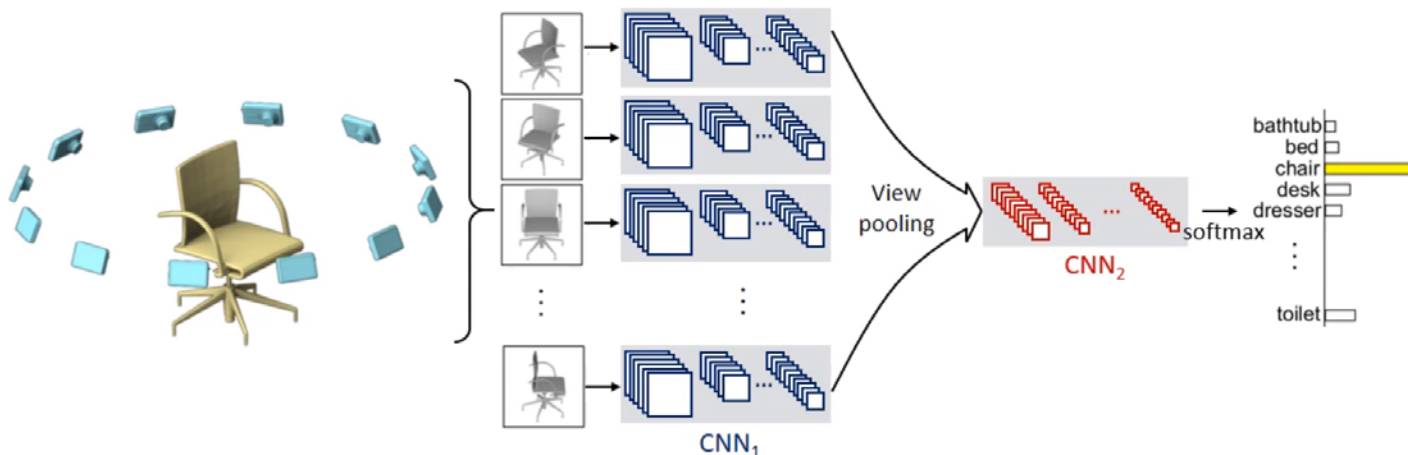 CNN₁
View
pooling
CNN₂
softmax
bathtub
bed
chair
desk
dresser
toilet